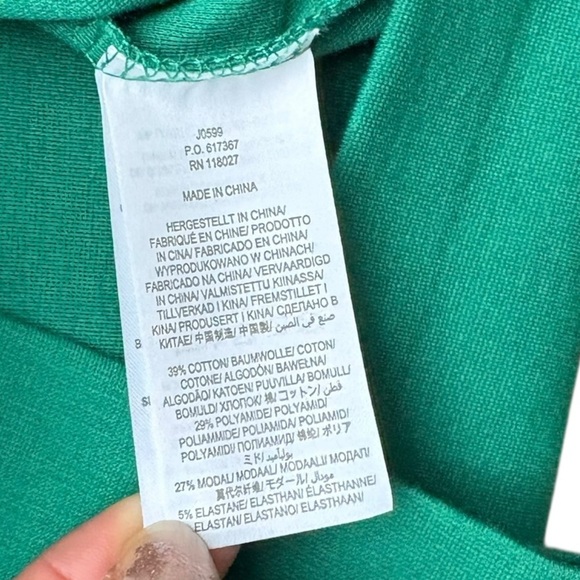 J0599
P.O. 617367
RN 118027
MADE IN CHINA
HERGESTELLT IN CHINA/
FABRIQUÉ EN CHINE/ PRODOTTO
IN CINA/ FABRICADO EN CHINA/
WYPRODUKOWANO W CHINACH/
FABRICADO NA CHINA/ VERVAARDIGD
IN CHINA/ VALMISTETTU KIINASSA/
TILLVERKAD I KINA/ FREMSTILLET I
KINA/ PRODUSERT I KINA/ СДЕЛАНО В
КИТАЕ/ 中国制造/ 中国製/ صنع في الصين
39% COTTON/ BAUMWOLLE/ COTON/
COTONE/ ALGODÓN/ BAWEŁNA/
ALGODÃO/ KATOEN/ PUUVILLA/ BOMULL/
BOMULD/ ХЛОПОК/ 棉/ コットン/ قطن
29% POLYAMIDE/ POLYAMID/
POLIAMMIDE/ POLIAMIDA/ POLIAMID/
POLYAMIDI/ ПОЛИАМИД/ 锦纶/ ポリア
ミド/ بوليأميد
27% MODAL/ MODAAL/ MODAALI/ МОДАЛ/
莫代尔纤维/ モダール/ مودال
5% ELASTANE/ ELASTHAN/ ÉLASTHANNE/
ELASTAN/ ELASTANO/ ELASTHAAN/